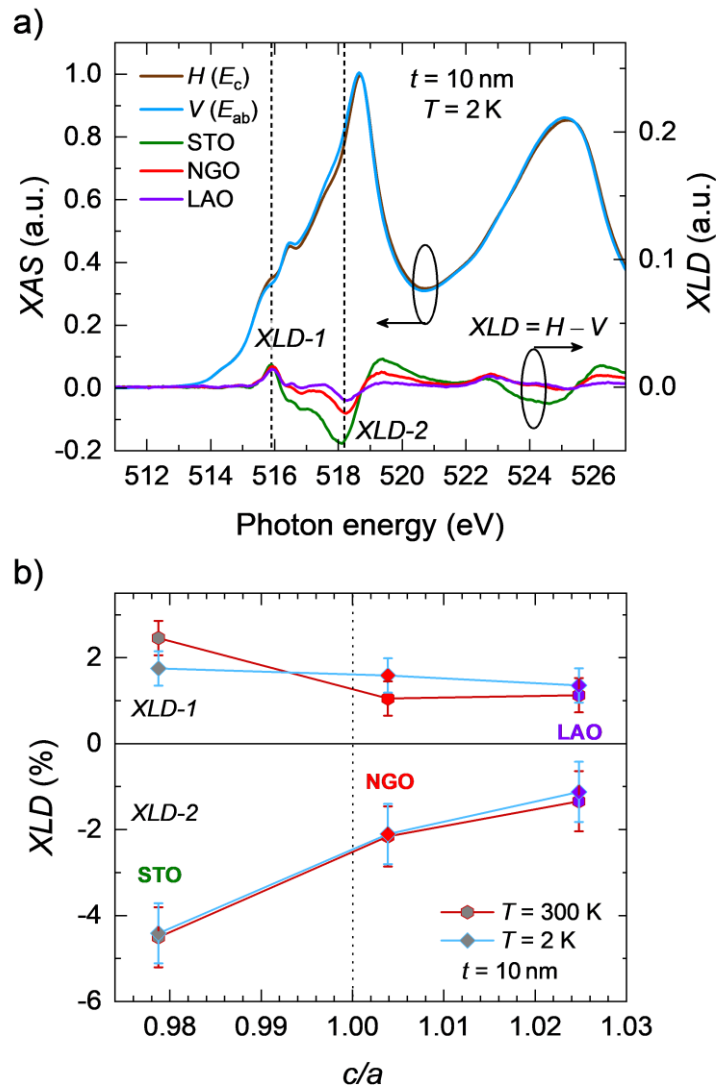 a)
H (Ec)
V (Eab)
STO
NGO
LAO
t = 10 nm
T = 2 K
XLD-1
XLD = H – V
XLD-2
1.0
0.8
0.6
0.4
0.2
0.0
-0.2
XAS (a.u.)
0.2
0.1
0.0
XLD (a.u.)
512 514 516 518 520 522 524 526
Photon energy (eV)
b)
2
0
-2
-4
-6
XLD (%)
XLD-1
LAO
NGO
XLD-2
STO
T = 300 K
T = 2 K
t = 10 nm
0.98 0.99 1.00 1.01 1.02 1.03
c/a